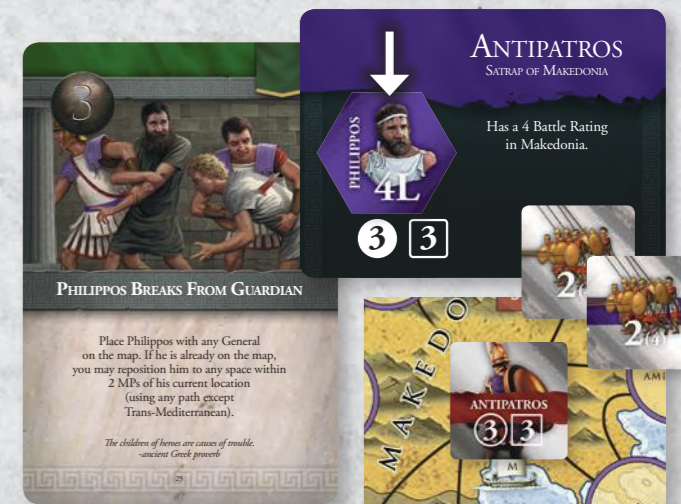 3
PHILIPPOS BREAKS FROM GUARDIAN
Place Philippos with any General
on the map. If he is already on the map,
you may reposition him to any space within
2 MPs of his current location
(using any path except
Trans-Mediterranean).
The children of heroes are causes of trouble.
-ancient Greek proverb
25
ANTIPATROS
SATRAP OF MAKEDONIA
PHILIPPOS
4L
Has a 4 Battle Rating
in Makedonia.
3 3
2(
2(4)
MAKEDO
AMI
ANTIPATROS
3 3
M